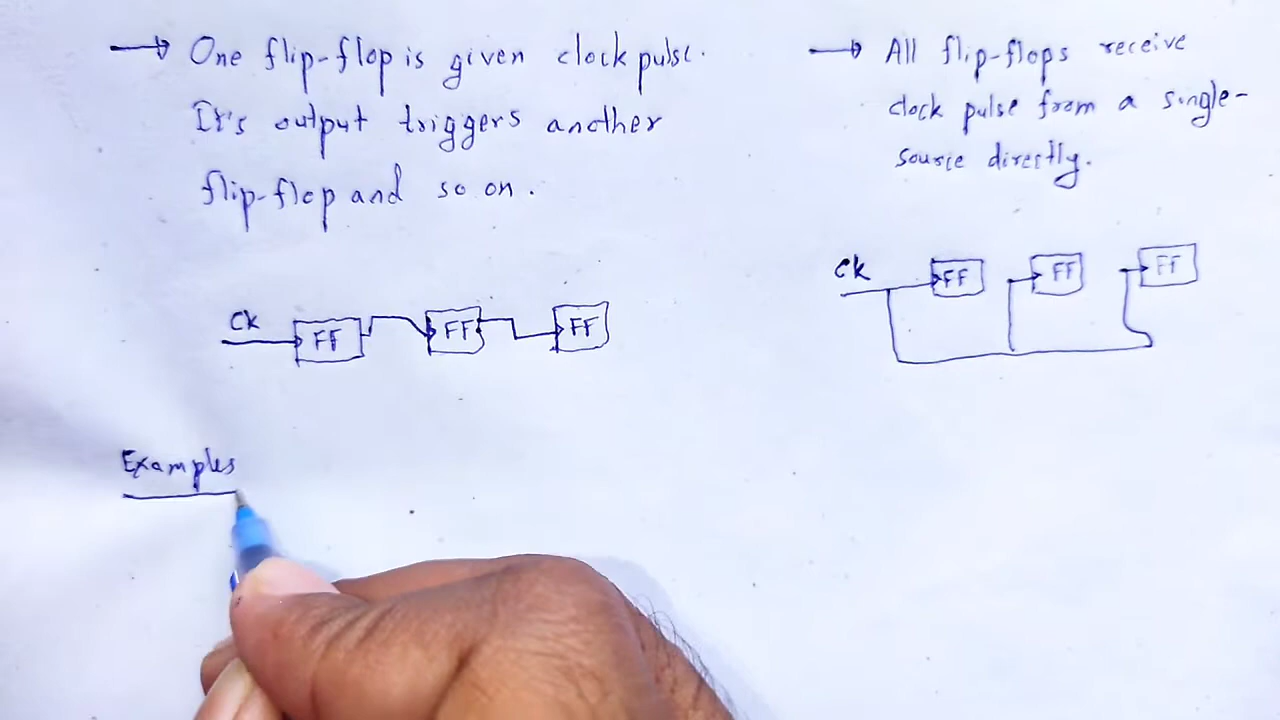 → One flip-flop is given clock pulse.
It's output triggers another
flip-flop and so on.
Ck
FF
FF
FF
→ All flip-flops receive
clock pulse from a single-
source directly.
Ck
FF
FF
FF
Examples